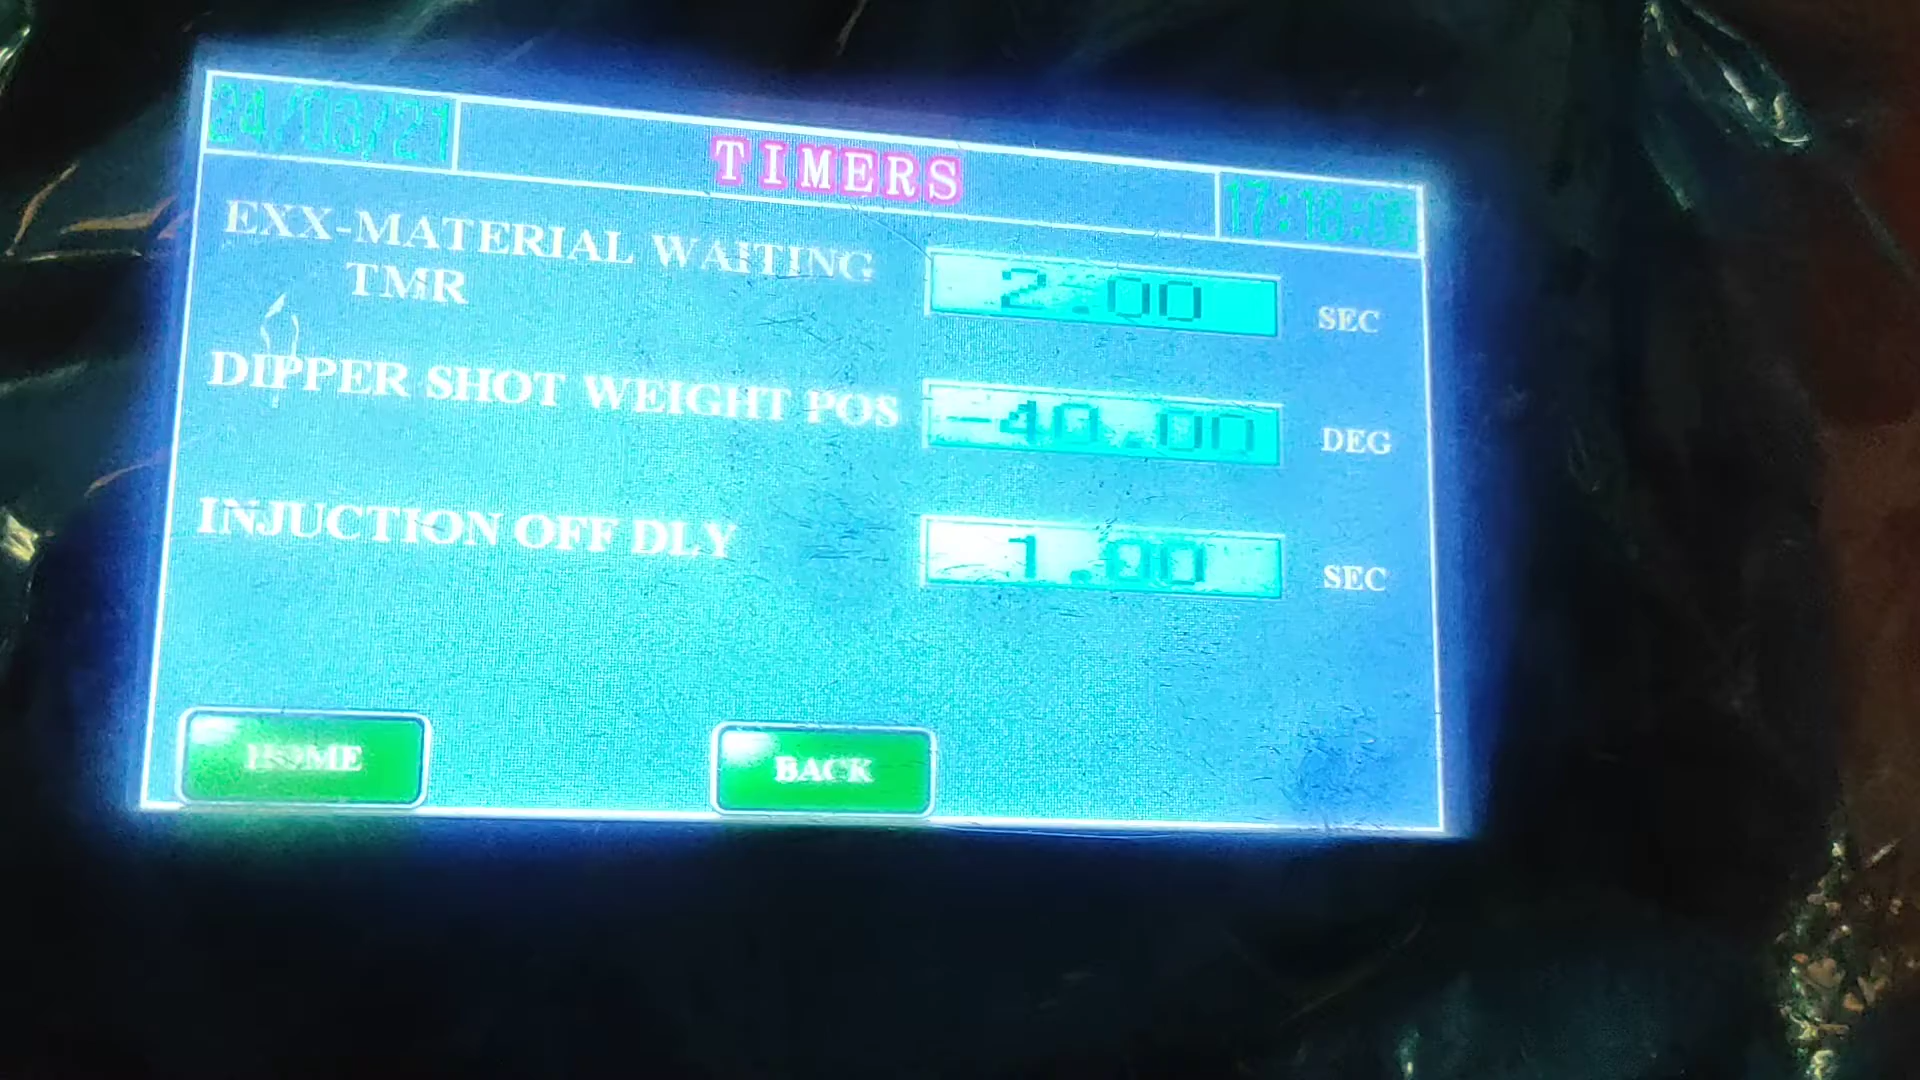 24/03/21 TIMERS
EXX-MATERIAL WAITING 2.00 SEC
TMR
DIPPER SHOT WEIGHT POS -40.00 DEG
INJUCTION OFF DLY 1.00 SEC
HOME BACK